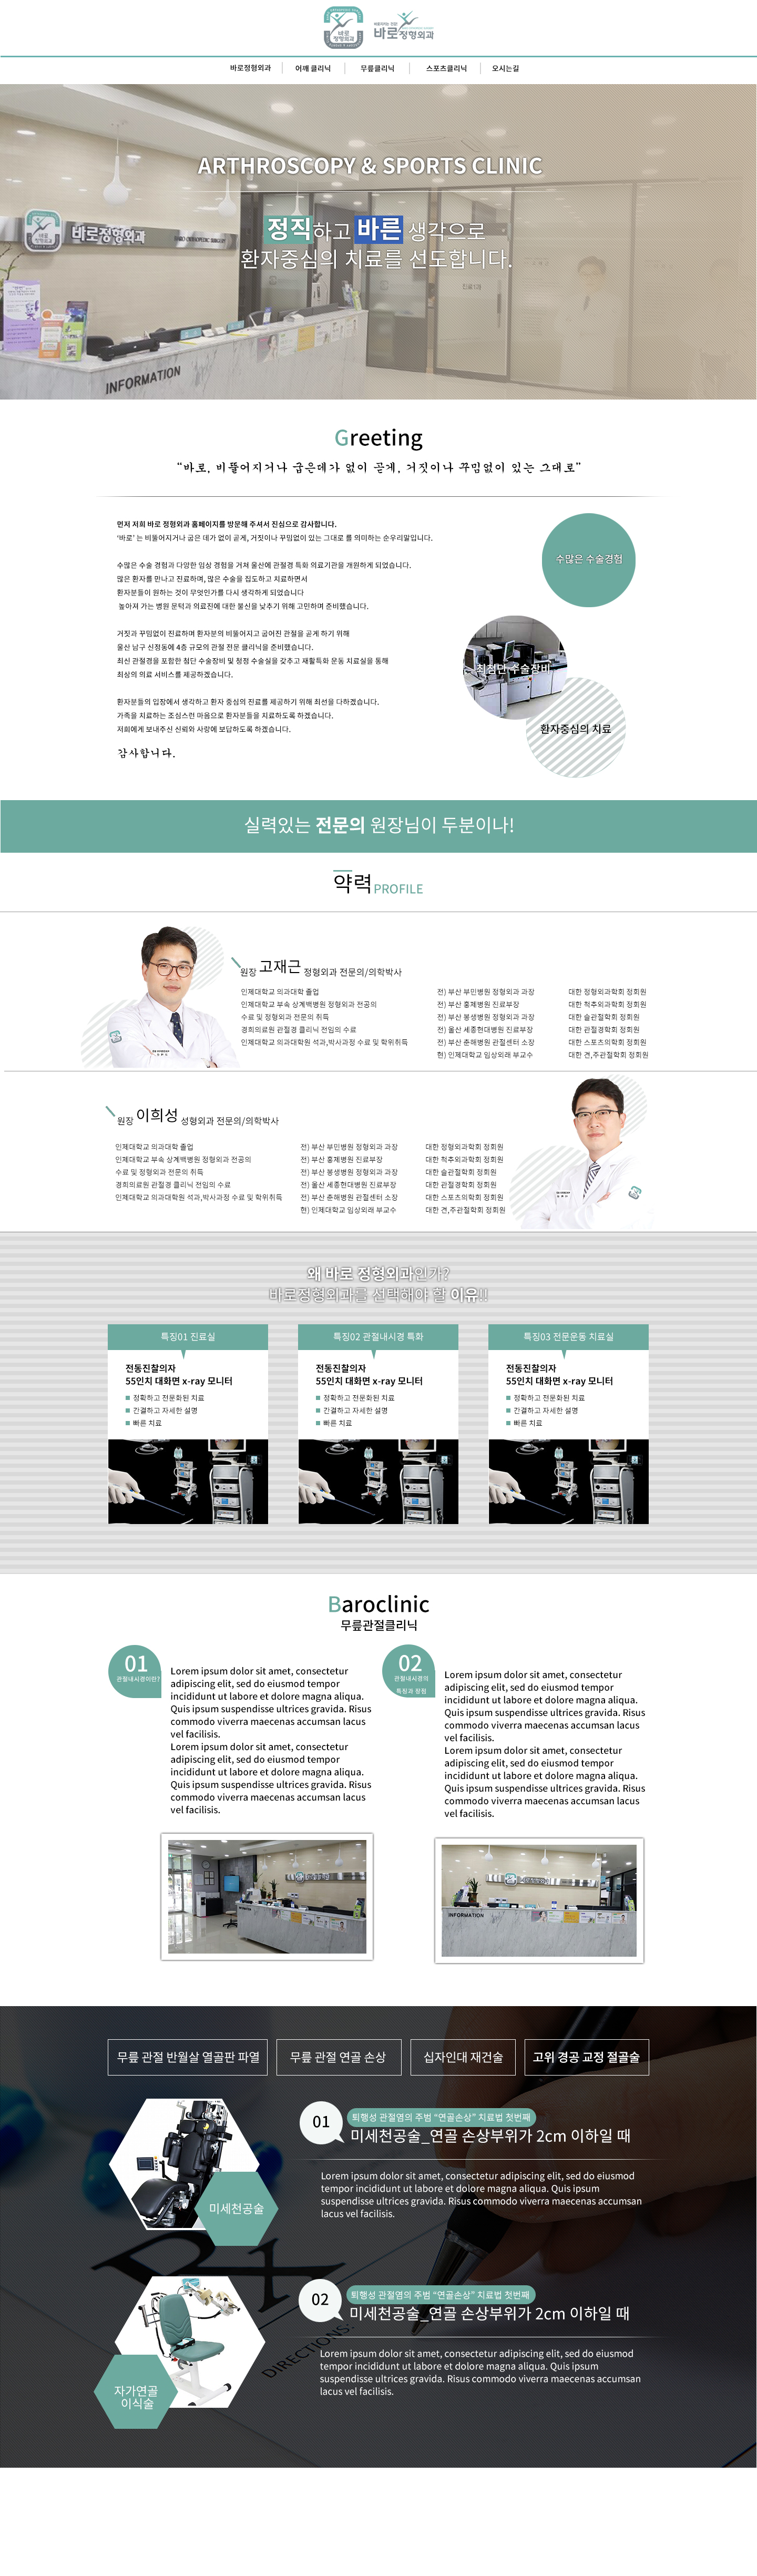 바로
정형외과
바로정형외과
바로정형외과
어깨 클리닉
무릎클리닉
스포츠클리닉
오시는길
ARTHROSCOPY & SPORTS CLINIC
정직하고 바른 생각으로
환자중심의 치료를 선도합니다.
바로정형외과
INFORMATION
Greeting
“바로, 비뚤어지거나 굽은데가 없이 곧게, 거짓이나 꾸밈없이 있는 그대로”
먼저 저희 바로 정형외과 홈페이지를 방문해 주셔서 진심으로 감사합니다.
‘바로’ 는 비뚤어지거나 굽은 데가 없이 곧게, 거짓이나 꾸밈없이 있는 그대로 를 의미하는 순우리말입니다.
수많은 수술 경험과 다양한 임상 경험을 거쳐 울산에 관절경 특화 의료기관을 개원하게 되었습니다.
많은 환자를 만나고 진료하며, 많은 수술을 집도하고 치료하면서
환자분들이 원하는 것이 무엇인가를 다시 생각하게 되었습니다
높아져 가는 병원 문턱과 의료진에 대한 불신을 낮추기 위해 고민하며 준비했습니다.
거짓과 꾸밈없이 진료하며 환자분의 비뚤어지고 굽어진 관절을 곧게 하기 위해
울산 남구 신정동에 4층 규모의 관절 전문 클리닉을 준비했습니다.
최신 관절경을 포함한 첨단 수술장비 및 청정 수술실을 갖추고 재활특화 운동 치료실을 통해
최상의 의료 서비스를 제공하겠습니다.
환자분들의 입장에서 생각하고 환자 중심의 진료를 제공하기 위해 최선을 다하겠습니다.
가족을 치료하는 조심스런 마음으로 환자분들을 치료하도록 하겠습니다.
저희에게 보내주신 신뢰와 사랑에 보답하도록 하겠습니다.
감사합니다.
수많은 수술경험
최첨단 수술장비
환자중심의 치료
실력있는 전문의 원장님이 두분이나!
약력PROFILE
원장 고재근 정형외과 전문의/의학박사
인제대학교 의과대학 졸업
인제대학교 부속 상계백병원 정형외과 전공의
수료 및 정형외과 전문의 취득
경희의료원 관절경 클리닉 전임의 수료
인제대학교 의과대학원 석과,박사과정 수료 및 학위취득
전) 부산 부민병원 정형외과 과장
전) 부산 홍제병원 진료부장
전) 부산 봉생병원 정형외과 과장
전) 울산 세종현대병원 진료부장
전) 부산 춘해병원 관절센터 소장
현) 인제대학교 임상외래 부교수
대한 정형외과학회 정회원
대한 척추외과학회 정회원
대한 슬관절학회 정회원
대한 관절경학회 정회원
대한 스포츠의학회 정회원
대한 견,주관절학회 정회원
원장 이희성 성형외과 전문의/의학박사
인제대학교 의과대학 졸업
인제대학교 부속 상계백병원 정형외과 전공의
수료 및 정형외과 전문의 취득
경희의료원 관절경 클리닉 전임의 수료
인제대학교 의과대학원 석과,박사과정 수료 및 학위취득
전) 부산 부민병원 정형외과 과장
전) 부산 홍제병원 진료부장
전) 부산 봉생병원 정형외과 과장
전) 울산 세종현대병원 진료부장
전) 부산 춘해병원 관절센터 소장
현) 인제대학교 임상외래 부교수
대한 정형외과학회 정회원
대한 척추외과학회 정회원
대한 슬관절학회 정회원
대한 관절경학회 정회원
대한 스포츠의학회 정회원
대한 견,주관절학회 정회원
왜 바로 정형외과인가?
바로정형외과를 선택해야 할 이유!!
특징01 진료실
전동진찰의자
55인치 대화면 x-ray 모니터
정확하고 전문화된 치료
간결하고 자세한 설명
빠른 치료
특징02 관절내시경 특화
전동진찰의자
55인치 대화면 x-ray 모니터
정확하고 전문화된 치료
간결하고 자세한 설명
빠른 치료
특징03 전문운동 치료실
전동진찰의자
55인치 대화면 x-ray 모니터
정확하고 전문화된 치료
간결하고 자세한 설명
빠른 치료
Baroclinic
무릎관절클리닉
01
관절내시경이란?
Lorem ipsum dolor sit amet, consectetur
adipiscing elit, sed do eiusmod tempor
incididunt ut labore et dolore magna aliqua.
Quis ipsum suspendisse ultrices gravida. Risus
commodo viverra maecenas accumsan lacus
vel facilisis.
Lorem ipsum dolor sit amet, consectetur
adipiscing elit, sed do eiusmod tempor
incididunt ut labore et dolore magna aliqua.
Quis ipsum suspendisse ultrices gravida. Risus
commodo viverra maecenas accumsan lacus
vel facilisis.
02
관절내시경의
특징과 장점
Lorem ipsum dolor sit amet, consectetur
adipiscing elit, sed do eiusmod tempor
incididunt ut labore et dolore magna aliqua.
Quis ipsum suspendisse ultrices gravida. Risus
commodo viverra maecenas accumsan lacus
vel facilisis.
Lorem ipsum dolor sit amet, consectetur
adipiscing elit, sed do eiusmod tempor
incididunt ut labore et dolore magna aliqua.
Quis ipsum suspendisse ultrices gravida. Risus
commodo viverra maecenas accumsan lacus
vel facilisis.
INFORMATION
무릎 관절 반월살 열골판 파열
무릎 관절 연골 손상
십자인대 재건술
고위 경공 교정 절골술
미세천공술
01
퇴행성 관절염의 주범 “연골손상” 치료법 첫번째
미세천공술_연골 손상부위가 2cm 이하일 때
Lorem ipsum dolor sit amet, consectetur adipiscing elit, sed do eiusmod
tempor incididunt ut labore et dolore magna aliqua. Quis ipsum
suspendisse ultrices gravida. Risus commodo viverra maecenas accumsan
lacus vel facilisis.
자가연골
이식술
02
퇴행성 관절염의 주범 “연골손상” 치료법 첫번째
미세천공술_연골 손상부위가 2cm 이하일 때
Lorem ipsum dolor sit amet, consectetur adipiscing elit, sed do eiusmod
tempor incididunt ut labore et dolore magna aliqua. Quis ipsum
suspendisse ultrices gravida. Risus commodo viverra maecenas accumsan
lacus vel facilisis.
DIRECTIONS: